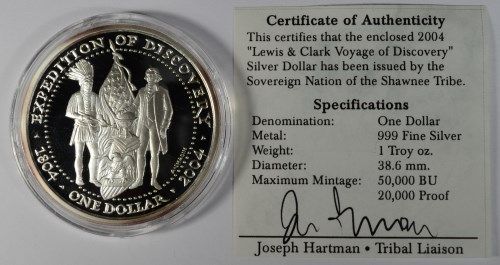 EXPEDITION OF DISCOVERY
1804 ONE DOLLAR 2004
Certificate of Authenticity
This certifies that the enclosed 2004
"Lewis & Clark Voyage of Discovery"
Silver Dollar has been issued by the
Sovereign Nation of the Shawnee Tribe.
Specifications
Denomination: One Dollar
Metal: 999 Fine Silver
Weight: 1 Troy oz.
Diameter: 38.6 mm.
Maximum Mintage: 50,000 BU
20,000 Proof
Joseph Hartman • Tribal Liaison